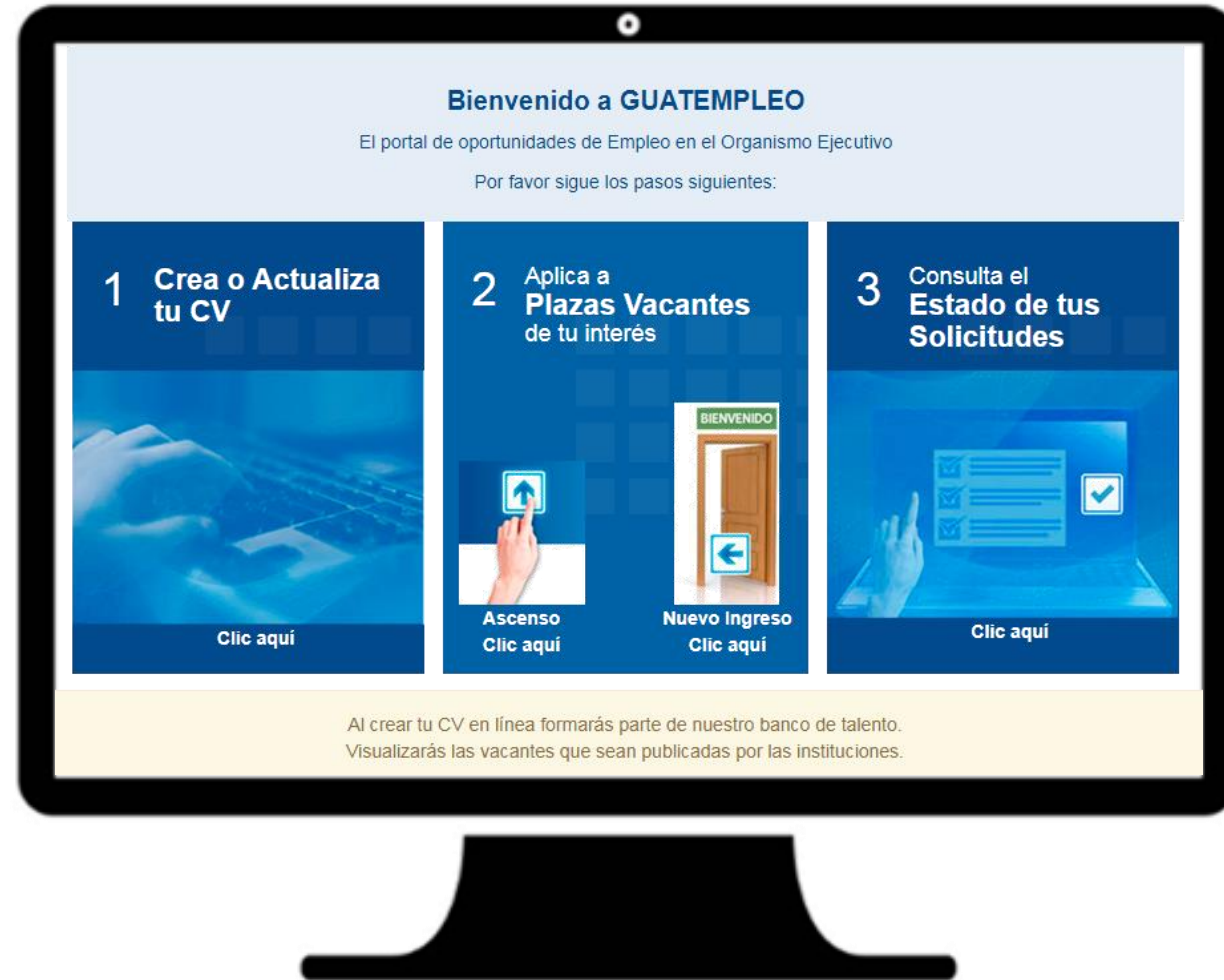 Bienvenido a GUATEMPLEO
El portal de oportunidades de Empleo en el Organismo Ejecutivo
Por favor sigue los pasos siguientes:
1
Crea o Actualiza
tu CV
Clic aquí
2
Aplica a
Plazas Vacantes
de tu interés
BIENVENIDO
Ascenso
Clic aquí
Nuevo Ingreso
Clic aquí
3
Consulta el
Estado de tus
Solicitudes
Clic aquí
Al crear tu CV en línea formarás parte de nuestro banco de talento.
Visualizarás las vacantes que sean publicadas por las instituciones.